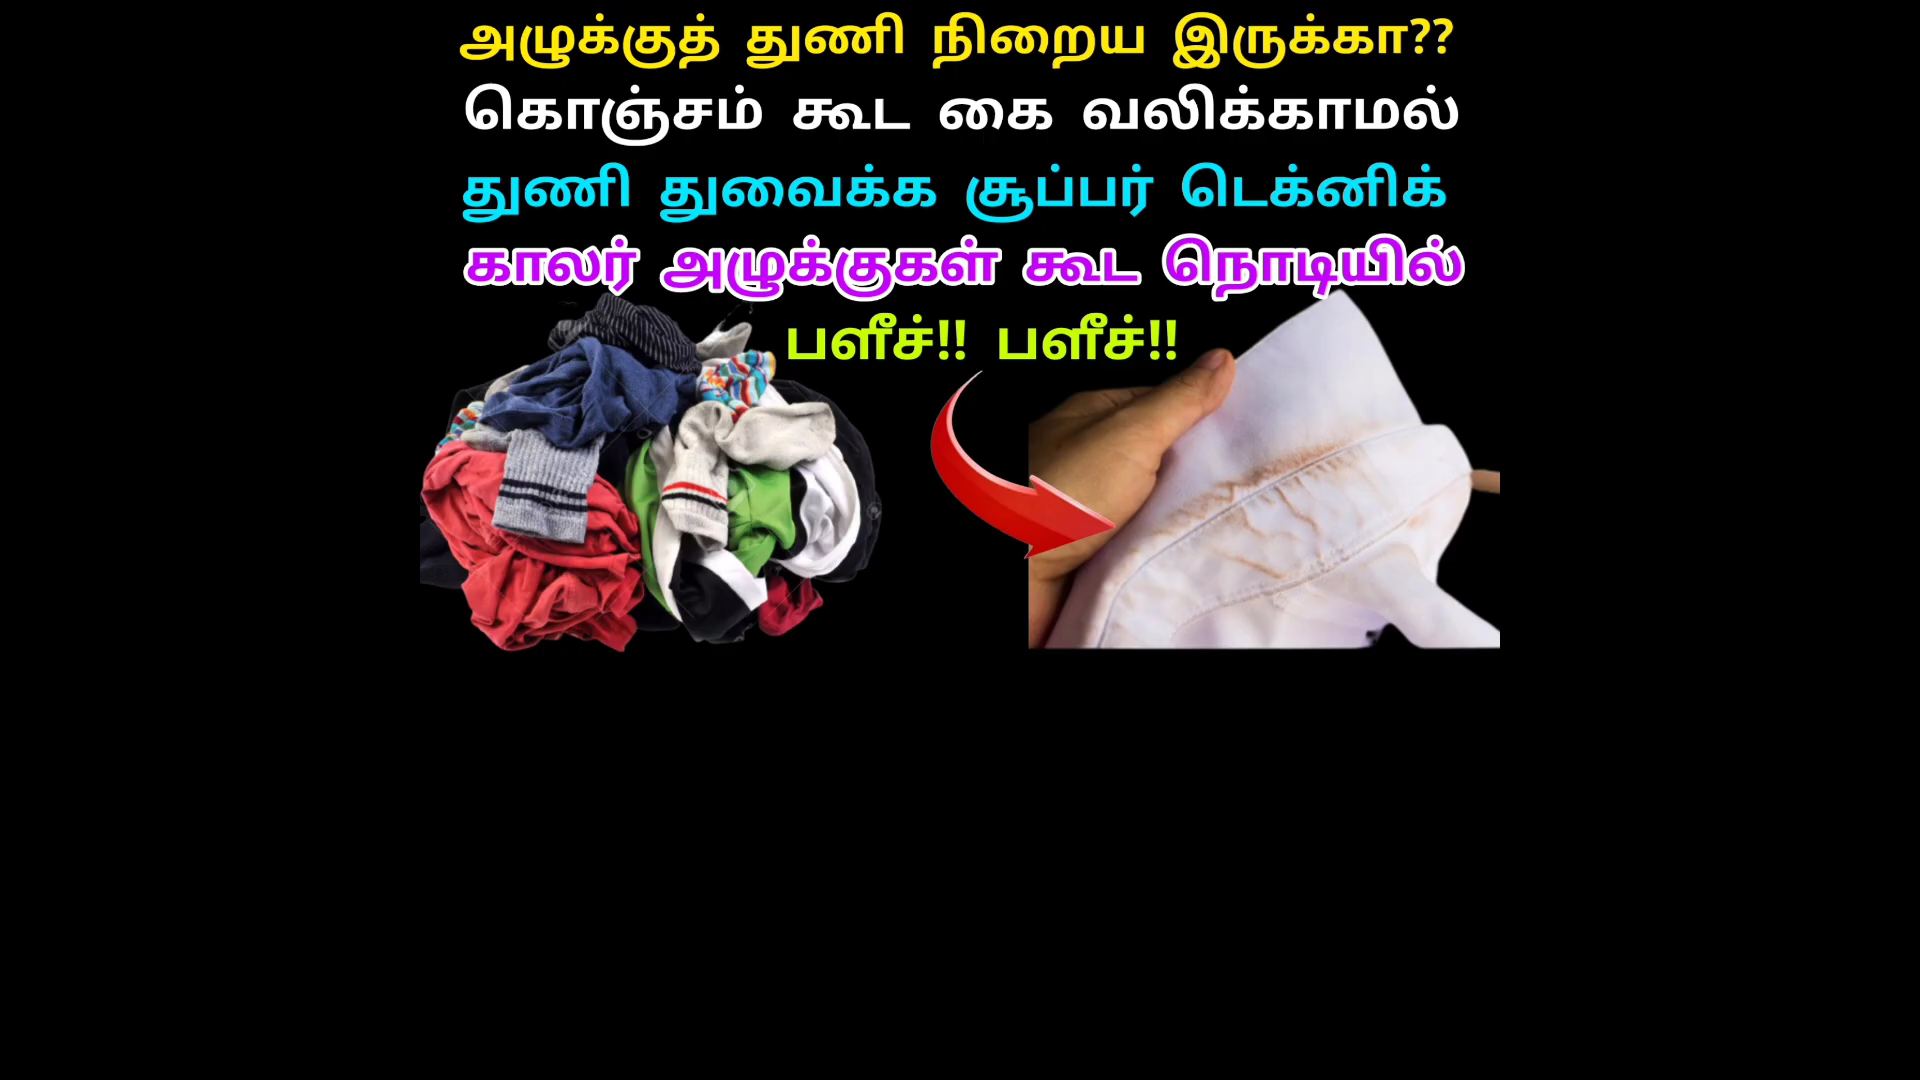 அழுக்குத் துணி நிறைய இருக்கா??
கொஞ்சம் கூட கை வலிக்காமல்
துணி துவைக்க சூப்பர் டெக்னிக்
காலர் அழுக்குகள் கூட நொடியில்
பளீச்!! பளீச்!!